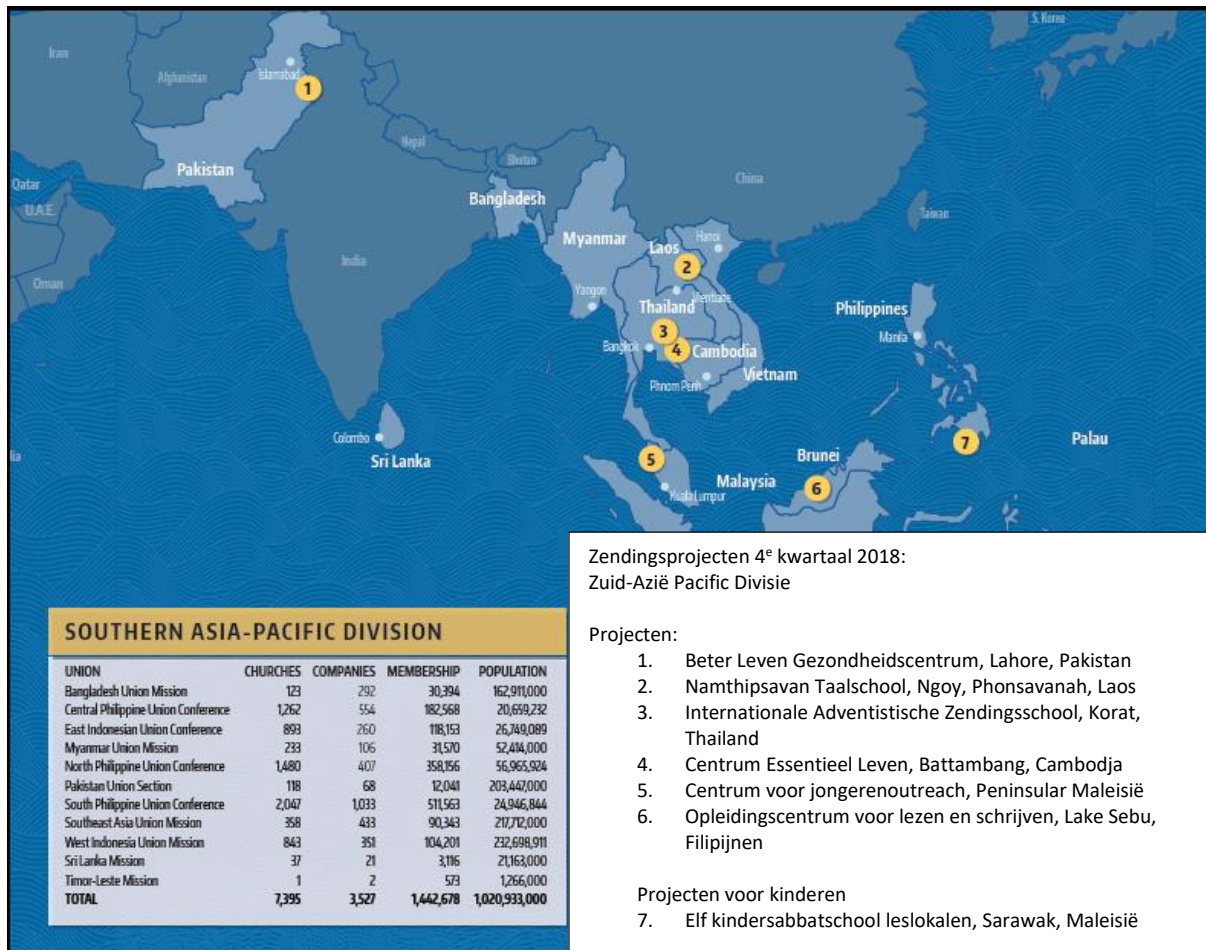 S. Korea
Iran
Afghanistan
Islamabad
1
Pakistan
Nepal
Bhutan
China
Qatar
U.A.E.
Oman
India
Bangladesh
Taiwan
Myanmar
Laos
Hanoi
2
Yangon
Vientiane
Thailand
3
Bangkok
4
Cambodia
Phnom Penh
Vietnam
Philippines
Manila
Colombo
Sri Lanka
5
Kuala Lumpur
Malaysia
Brunei
6
7
Palau
SOUTHERN ASIA-PACIFIC DIVISION
UNION CHURCHES COMPANIES MEMBERSHIP POPULATION
Bangladesh Union Mission 123 292 30,394 162,911,000
Central Philippine Union Conference 1,262 554 182,568 20,659,232
East Indonesian Union Conference 893 260 118,153 26,749,089
Myanmar Union Mission 233 106 31,570 52,414,000
North Philippine Union Conference 1,480 407 358,156 56,965,924
Pakistan Union Section 118 68 12,041 203,447,000
South Philippine Union Conference 2,047 1,033 511,563 24,946,844
Southeast Asia Union Mission 358 433 90,343 217,712,000
West Indonesia Union Mission 843 351 104,201 232,698,911
Sri Lanka Mission 37 21 3,116 21,163,000
Timor-Leste Mission 1 2 573 1,266,000
TOTAL 7,395 3,527 1,442,678 1,020,933,000
Zendingsprojecten 4e kwartaal 2018:
Zuid-Azië Pacific Divisie
Projecten:
1. Beter Leven Gezondheidscentrum, Lahore, Pakistan
2. Namthipsavan Taalschool, Ngoy, Phonsavanah, Laos
3. Internationale Adventistische Zendingsschool, Korat,
Thailand
4. Centrum Essentieel Leven, Battambang, Cambodja
5. Centrum voor jongerenoutreach, Peninsular Maleisië
6. Opleidingscentrum voor lezen en schrijven, Lake Sebu,
Filipijnen
Projecten voor kinderen
7. Elf kindersabbatschool leslokalen, Sarawak, Maleisië